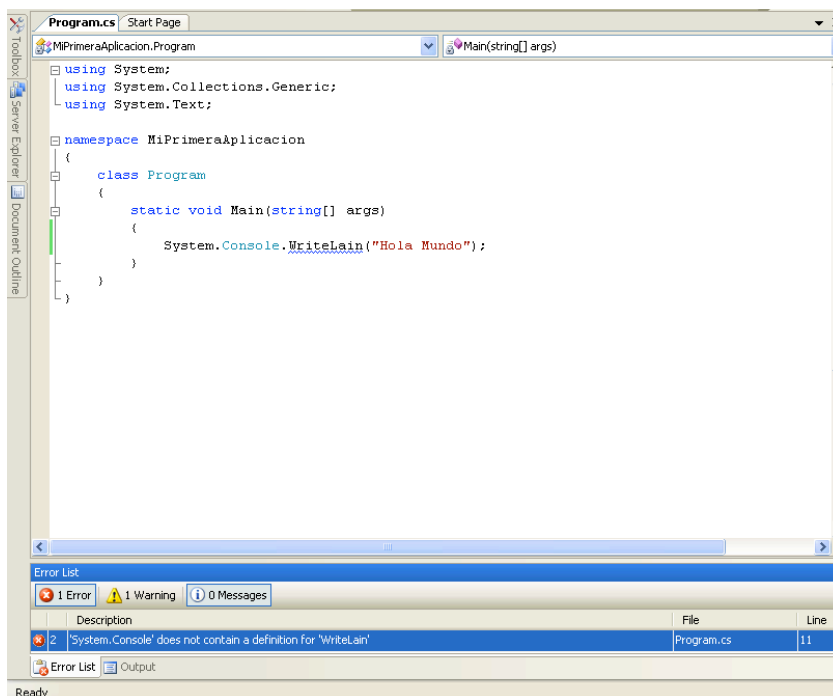 Program.cs Start Page
MiPrimeraAplicacion.Program Main(string[] args)
Toolbox
Server Explorer
Document Outline
using System;
using System.Collections.Generic;
using System.Text;
namespace MiPrimeraAplicacion
{
class Program
{
static void Main(string[] args)
{
System.Console.WriteLain("Hola Mundo");
}
}
}
Error List
1 Error 1 Warning 0 Messages
Description File Line
2 'System.Console' does not contain a definition for 'WriteLain' Program.cs 11
Error List Output
Ready